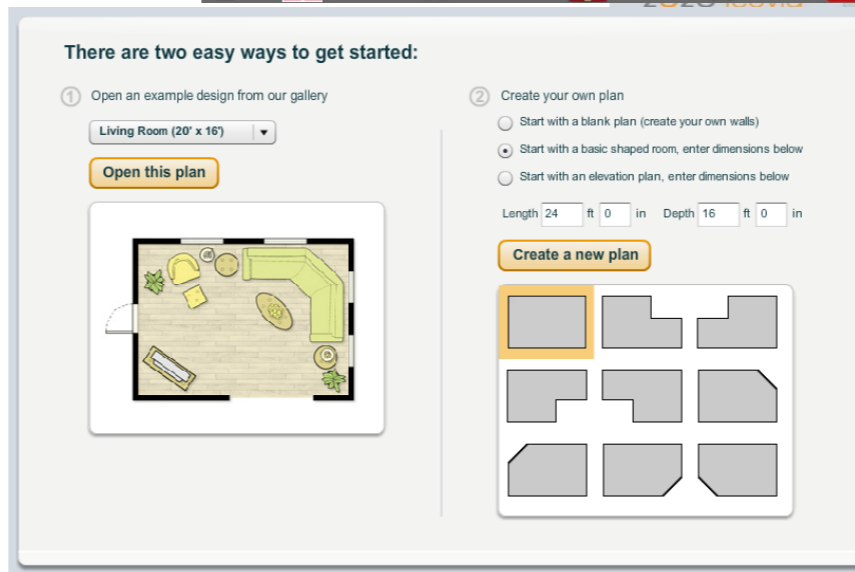 There are two easy ways to get started:
1 Open an example design from our gallery
Living Room (20' x 16')
Open this plan
2 Create your own plan
Start with a blank plan (create your own walls)
Start with a basic shaped room, enter dimensions below
Start with an elevation plan, enter dimensions below
Length 24 ft 0 in Depth 16 ft 0 in
Create a new plan